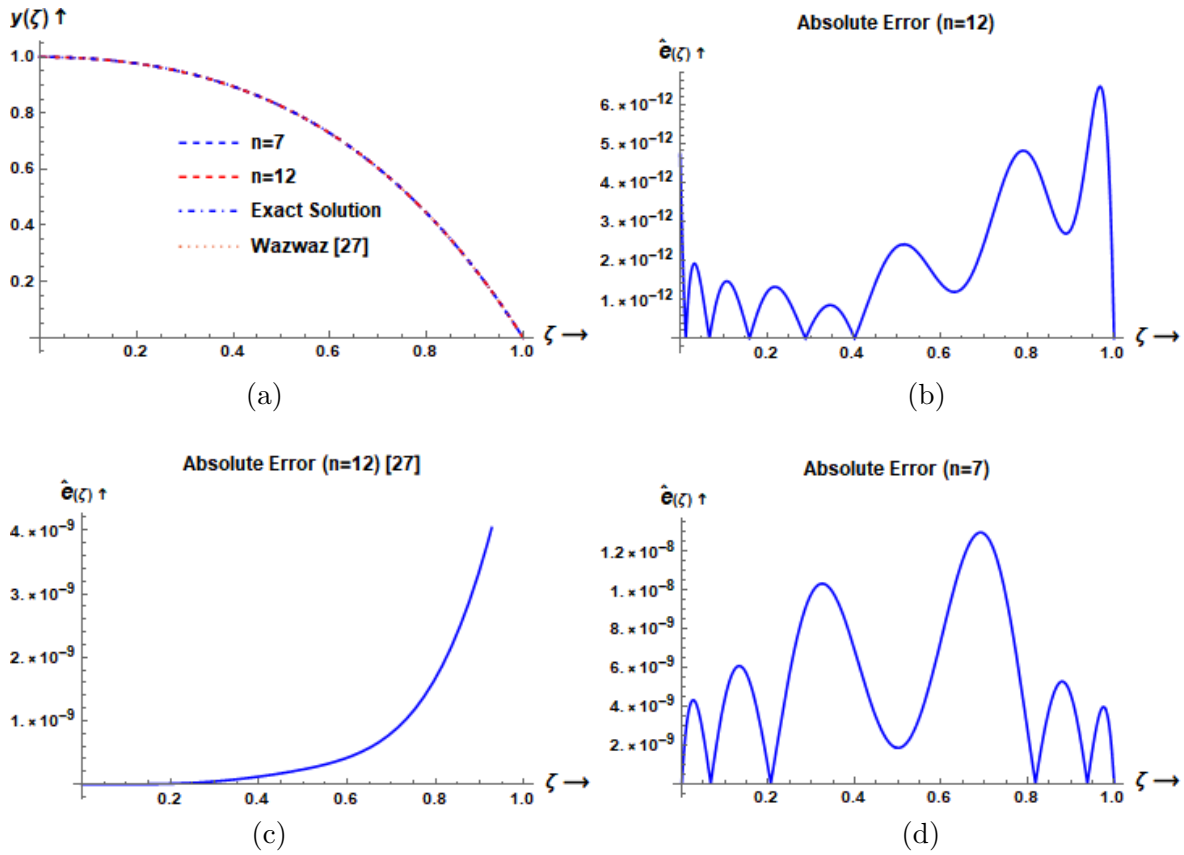 y(ζ) ↑
1.0
0.8
0.6
0.4
0.2
n=7
n=12
Exact Solution
Wazwaz [27]
0.2 0.4 0.6 0.8 1.0
ζ →
(a)
Absolute Error (n=12)
ê(ζ) ↑
6. × 10⁻¹²
5. × 10⁻¹²
4. × 10⁻¹²
3. × 10⁻¹²
2. × 10⁻¹²
1. × 10⁻¹²
0.2 0.4 0.6 0.8 1.0
ζ →
(b)
Absolute Error (n=12) [27]
ê(ζ) ↑
4. × 10⁻⁹
3. × 10⁻⁹
2. × 10⁻⁹
1. × 10⁻⁹
0.2 0.4 0.6 0.8 1.0
ζ →
(c)
Absolute Error (n=7)
ê(ζ) ↑
1.2 × 10⁻⁸
1. × 10⁻⁸
8. × 10⁻⁹
6. × 10⁻⁹
4. × 10⁻⁹
2. × 10⁻⁹
0.2 0.4 0.6 0.8 1.0
ζ →
(d)